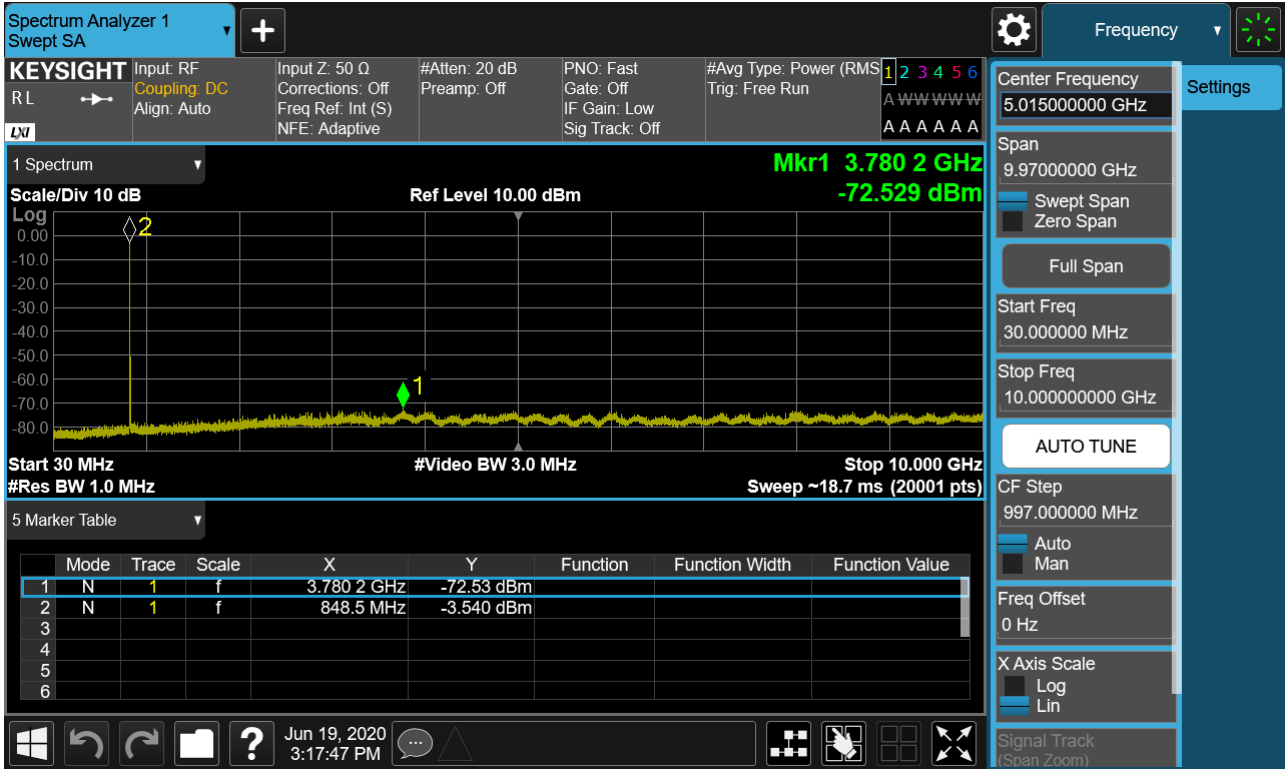 Spectrum Analyzer 1
Swept SA
Frequency
KEYSIGHT
R L
LXI
Input: RF
Coupling: DC
Align: Auto
Input Z: 50 Ω
Corrections: Off
Freq Ref: Int (S)
NFE: Adaptive
#Atten: 20 dB
Preamp: Off
PNO: Fast
Gate: Off
IF Gain: Low
Sig Track: Off
#Avg Type: Power (RMS
Trig: Free Run
1 2 3 4 5 6
A W W W W W
A A A A A A
1 Spectrum
Mkr1 3.780 2 GHz
Scale/Div 10 dB
Ref Level 10.00 dBm
-72.529 dBm
Log
0.00
-10.0
-20.0
-30.0
-40.0
-50.0
-60.0
-70.0
-80.0
2
1
Start 30 MHz
#Video BW 3.0 MHz
Stop 10.000 GHz
#Res BW 1.0 MHz
Sweep ~18.7 ms (20001 pts)
5 Marker Table
Mode Trace Scale X Y Function Function Width Function Value
1 N 1 f 3.780 2 GHz -72.53 dBm
2 N 1 f 848.5 MHz -3.540 dBm
3
4
5
6
?
Jun 19, 2020
3:17:47 PM
Center Frequency
5.015000000 GHz
Span
9.97000000 GHz
Swept Span
Zero Span
Full Span
Start Freq
30.000000 MHz
Stop Freq
10.000000000 GHz
AUTO TUNE
CF Step
997.000000 MHz
Auto
Man
Freq Offset
0 Hz
X Axis Scale
Log
Lin
Signal Track
(Span Zoom)
Settings